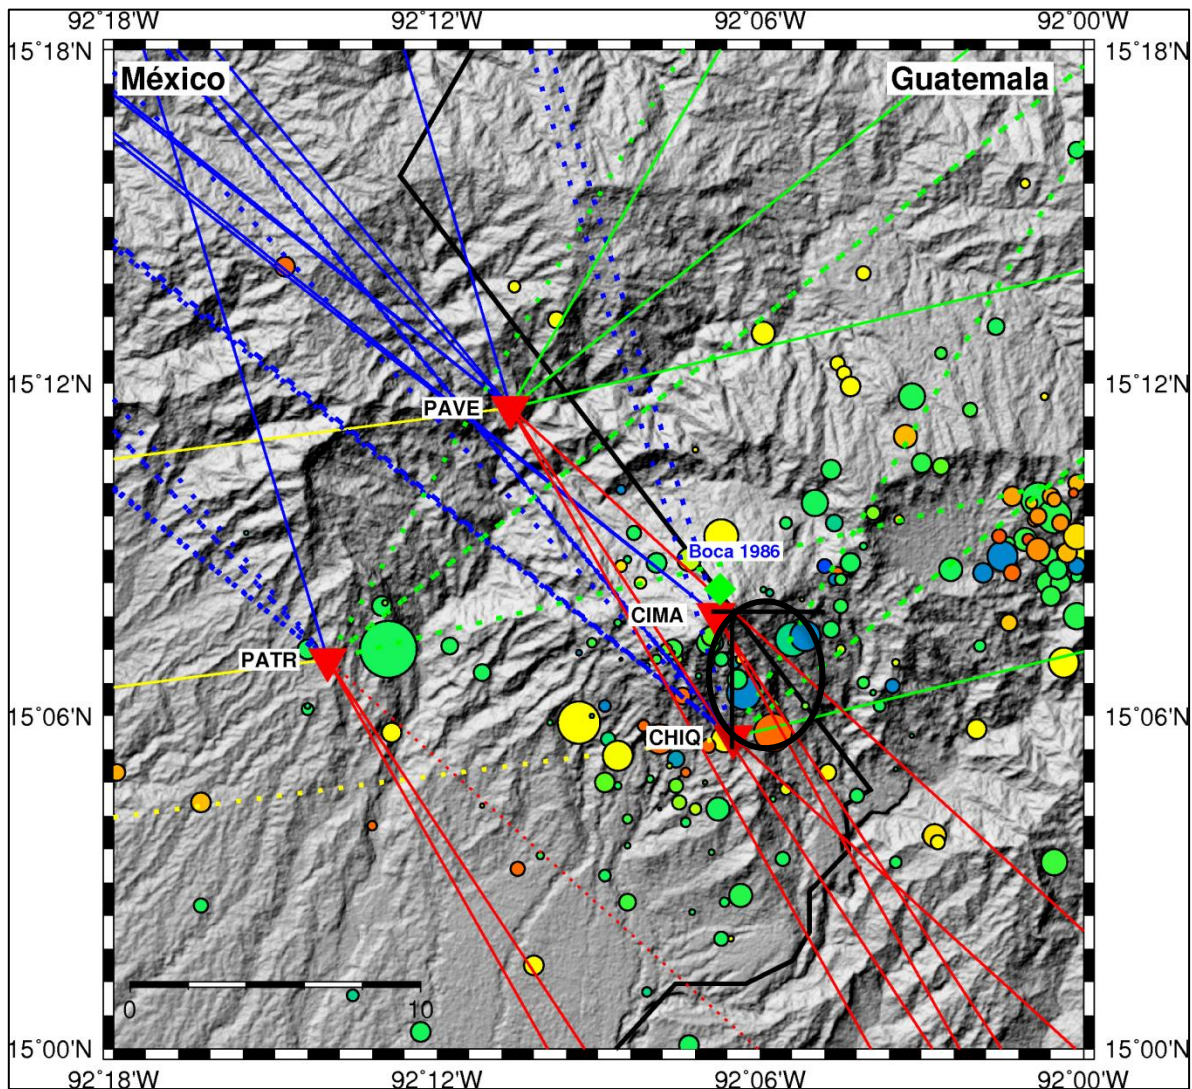 92°18'W 92°12'W 92°06'W 92°00'W
15°18'N 15°18'N
México Guatemala
15°12'N 15°12'N
PAVE
Boca 1986
CIMA
PATR
CHIQ
15°06'N 15°06'N
0 10
15°00'N 15°00'N
92°18'W 92°12'W 92°06'W 92°00'W